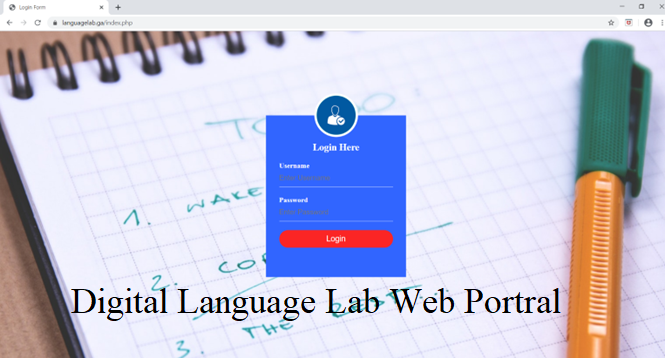 Login Form
languagelab.ga/index.php
TO DO:
Login Here
Username
Enter Username
Password
Enter Password
Login
1. WAKE
2. CO
Digital Language Lab Web Portral
3. THE